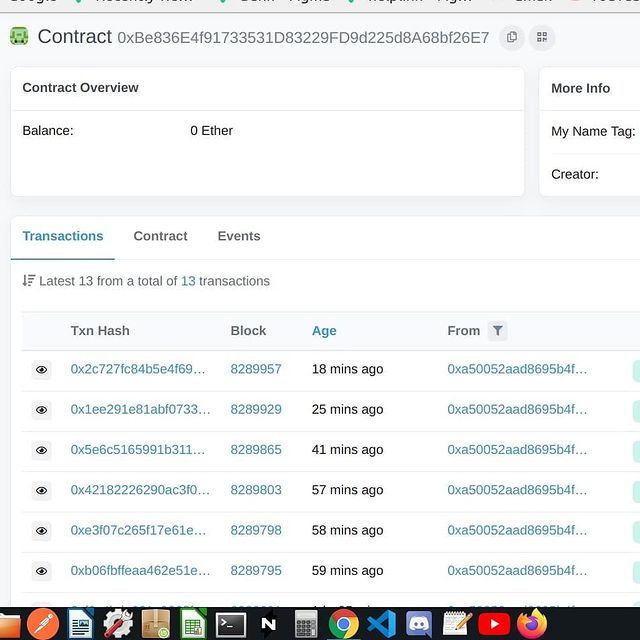 Contract 0xBe836E4f91733531D83229FD9d225d8A68bf26E7
Contract Overview
More Info
Balance: 0 Ether
My Name Tag:
Creator:
Transactions Contract Events
Latest 13 from a total of 13 transactions
Txn Hash Block Age From
0x2c727fc84b5e4f69... 8289957 18 mins ago 0xa50052aad8695b4f...
0x1ee291e81abf0733... 8289929 25 mins ago 0xa50052aad8695b4f...
0x5e6c5165991b311... 8289865 41 mins ago 0xa50052aad8695b4f...
0x42182226290ac3f0... 8289803 57 mins ago 0xa50052aad8695b4f...
0xe3f07c265f17e61e... 8289798 58 mins ago 0xa50052aad8695b4f...
0xb06fbffeaa462e51e... 8289795 59 mins ago 0xa50052aad8695b4f...